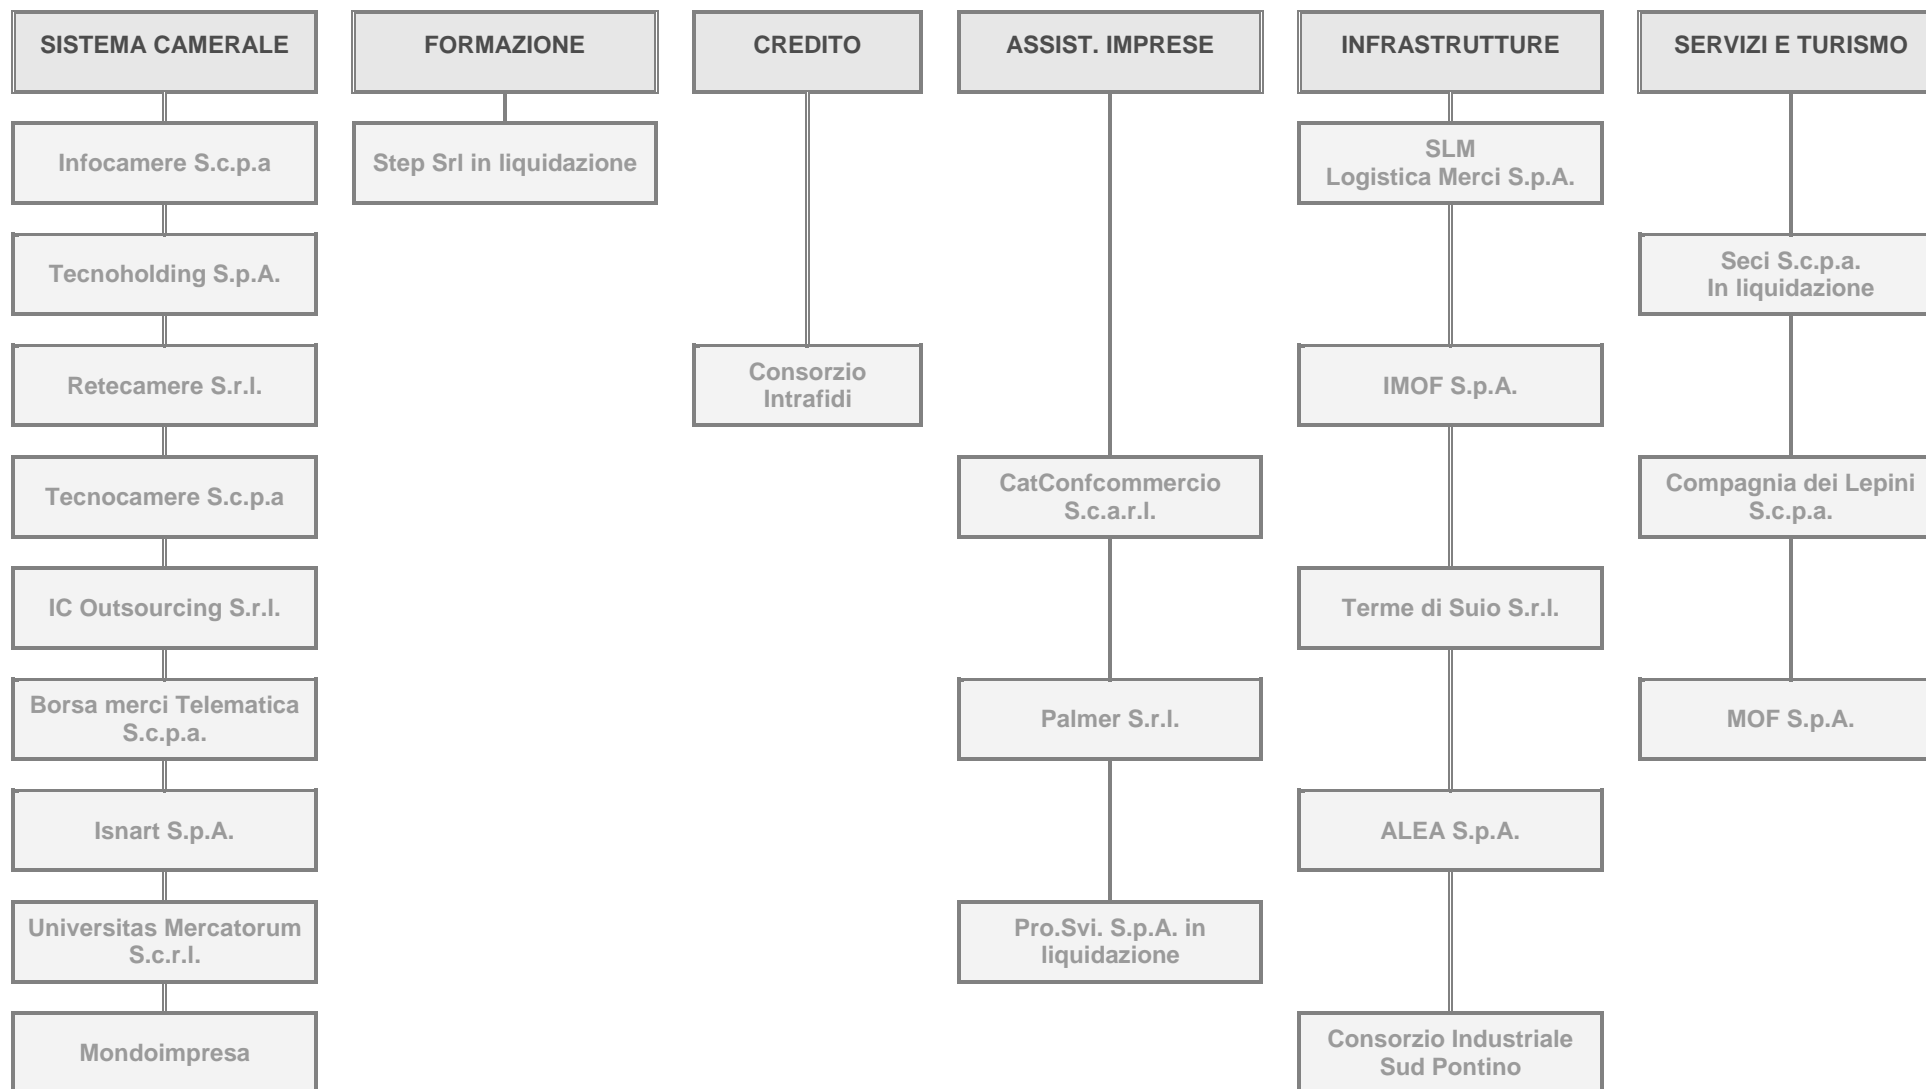 SISTEMA CAMERALE
FORMAZIONE
CREDITO
ASSIST. IMPRESE
INFRASTRUTTURE
SERVIZI E TURISMO
Infocamere S.c.p.a
Step Srl in liquidazione
SLM
Logistica Merci S.p.A.
Tecnoholding S.p.A.
Seci S.c.p.a.
In liquidazione
Retecamere S.r.l.
Consorzio
Intrafidi
IMOF S.p.A.
Tecnocamere S.c.p.a
CatConfcommercio
S.c.a.r.l.
Compagnia dei Lepini
S.c.p.a.
IC Outsourcing S.r.l.
Terme di Suio S.r.l.
Borsa merci Telematica
S.c.p.a.
Palmer S.r.l.
MOF S.p.A.
Isnart S.p.A.
ALEA S.p.A.
Universitas Mercatorum
S.c.r.l.
Pro.Svi. S.p.A. in
liquidazione
Mondoimpresa
Consorzio Industriale
Sud Pontino